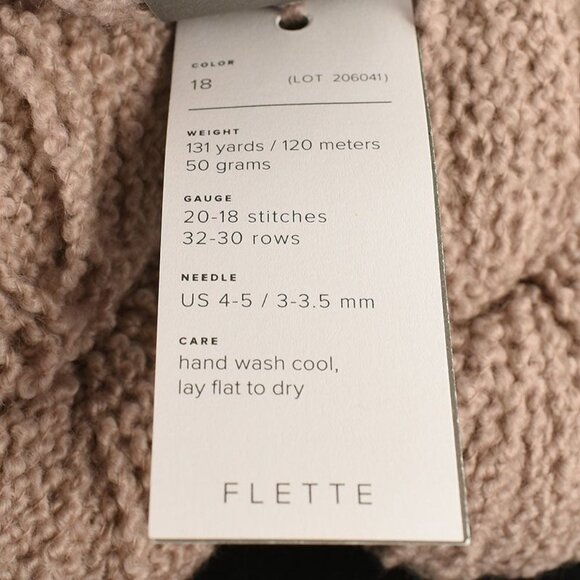 COLOR
18 (LOT 206041)
WEIGHT
131 yards / 120 meters
50 grams
GAUGE
20-18 stitches
32-30 rows
NEEDLE
US 4-5 / 3-3.5 mm
CARE
hand wash cool,
lay flat to dry
FLETTE